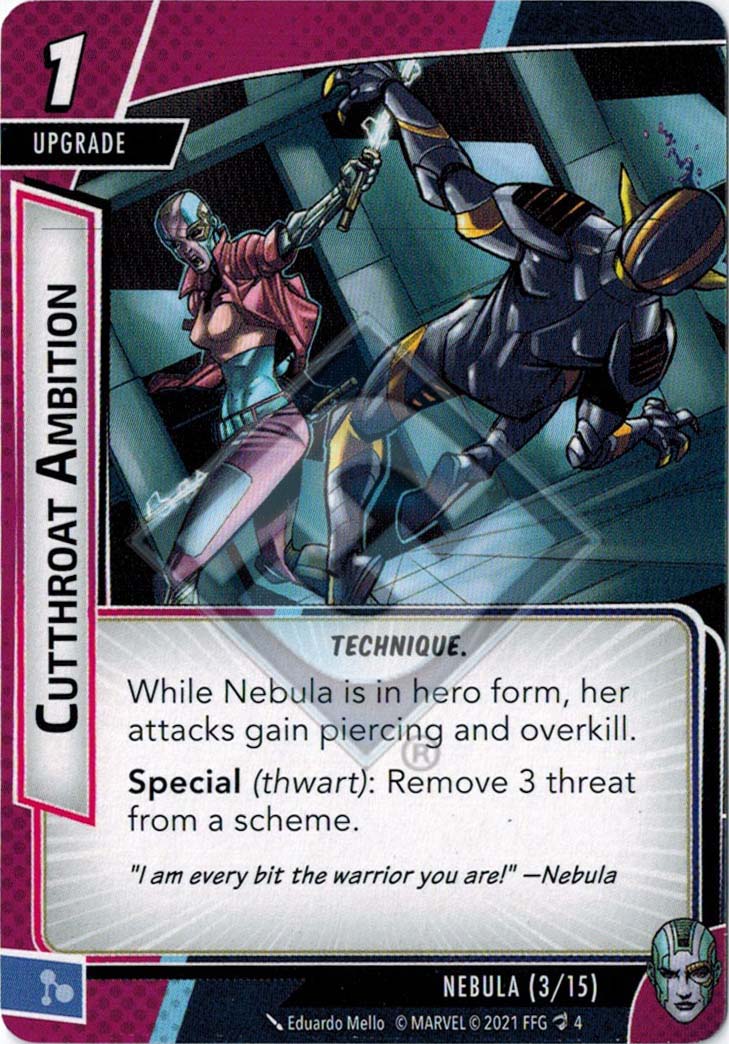 1
UPGRADE
CUTTHROAT AMBITION
TECHNIQUE.
While Nebula is in hero form, her
attacks gain piercing and overkill.
Special (thwart): Remove 3 threat
from a scheme.
"I am every bit the warrior you are!" —Nebula
NEBULA (3/15)
Eduardo Mello © MARVEL © 2021 FFG 4
®